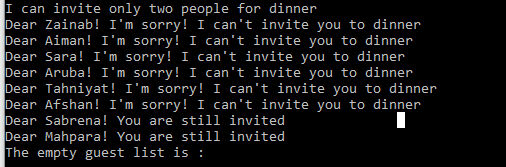 I can invite only two people for dinner
Dear Zainab! I'm sorry! I can't invite you to dinner
Dear Aiman! I'm sorry! I can't invite you to dinner
Dear Sara! I'm sorry! I can't invite you to dinner
Dear Aruba! I'm sorry! I can't invite you to dinner
Dear Tahniyat! I'm sorry! I can't invite you to dinner
Dear Afshan! I'm sorry! I can't invite you to dinner
Dear Sabrena! You are still invited
Dear Mahpara! You are still invited
The empty guest list is :